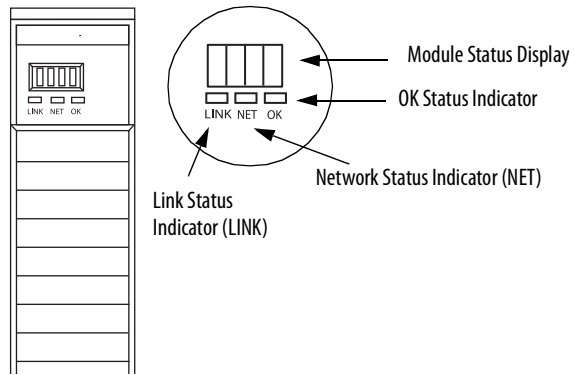 Module Status Display
OK Status Indicator
LINK NET OK
LINK NET OK
Network Status Indicator (NET)
Link Status
Indicator (LINK)